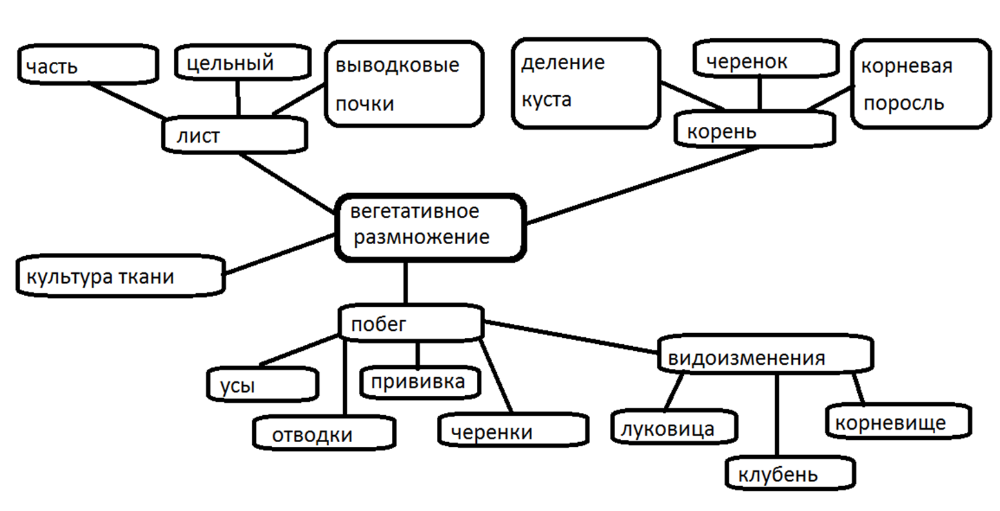 часть
цельный
выводковые
почки
деление
куста
черенок
корневая
поросль
лист
корень
вегетативное
размножение
культура ткани
побег
видоизменения
усы
прививка
отводки
черенки
луковица
корневище
клубень